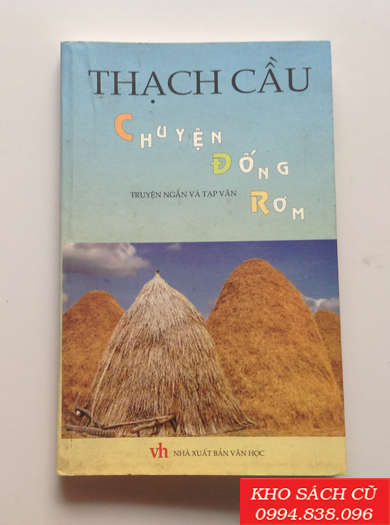 THẠCH CẦU
CHUYỆN
ĐỐNG
TRUYỆN NGẮN VÀ TẠP VĂN
RƠM
vh NHÀ XUẤT BẢN VĂN HỌC
KHO SÁCH CŨ
0994.838.096